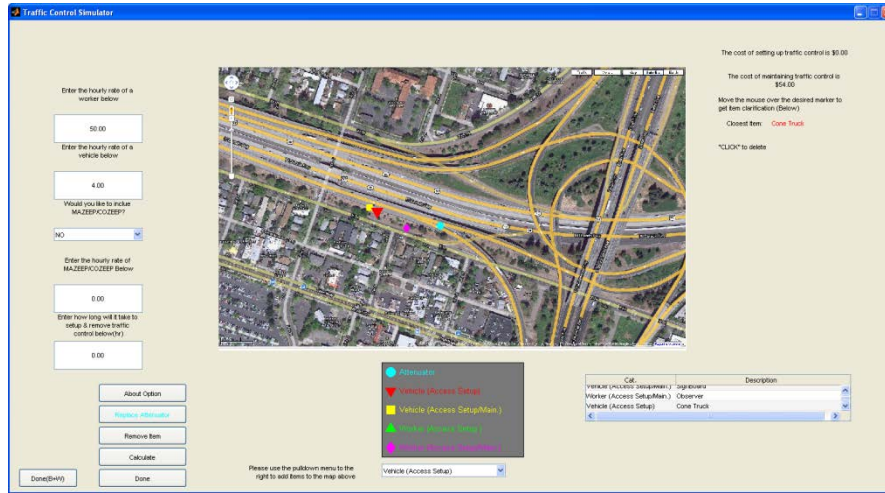 Traffic Control Simulator
Enter the hourly rate of a
worker below
50.00
Enter the hourly rate of a
vehicle below
4.00
Would you like to inclue
MAZEEP/COZEEP?
NO
Enter the hourly rate of
MAZEEP/COZEEP Below
0.00
Enter how long will it take to
setup & remove traffic
control below(hr)
0.00
About Option
Replace Attenuator
Remove Item
Calculate
Done(B+W)
Done
The cost of setting up traffic control is $0.00
The cost of maintaining traffic control is
$54.00
Move the mouse over the desired marker to
get item clarification (Below)
Closest item: Cone Truck
"CLICK" to delete
Attenuator
Vehicle (Access Setup)
Vehicle (Access Setup/Main.)
Worker (Access Setup)
Worker (Access Setup/Main.)
Please use the pulldown menu to the
right to add items to the map above
Vehicle (Access Setup)
Cat. Description
Vehicle (Access Setup/Main.) Signboard
Worker (Access Setup/Main.) Observer
Vehicle (Access Setup) Cone Truck